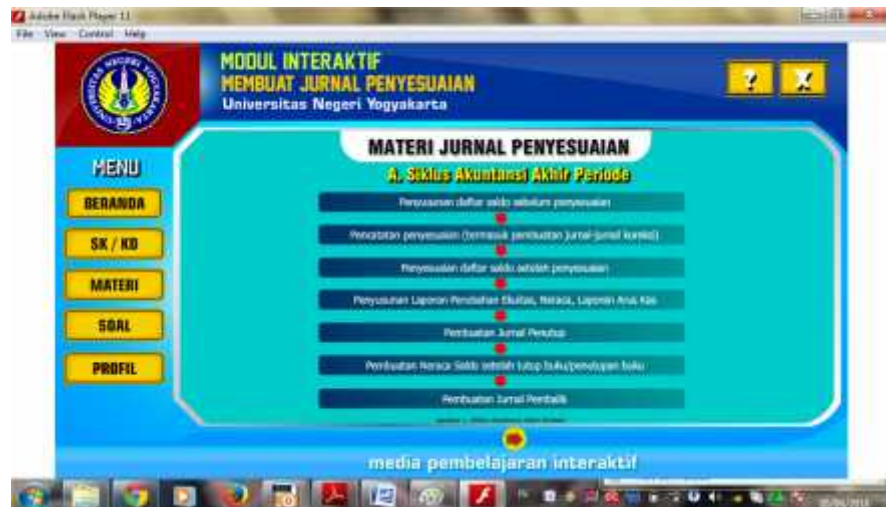 Adobe Flash Player 11
File View Control Help
MODUL INTERAKTIF
MEMBUAT JURNAL PENYESUAIAN
Universitas Negeri Yogyakarta
? X
MATERI JURNAL PENYESUAIAN
A. Siklus Akuntansi Akhir Periode
MENU
BERANDA
SK / KD
MATERI
SOAL
PROFIL
Penyusunan daftar saldo sebelum penyesuaian
Pencatatan penyesuaian (termasuk pembuatan jurnal-jurnal koreksi)
Penyesuaian daftar saldo setelah penyesuaian
Penyusunan Laporan Perubahan Ekuitas, Neraca, Laporan Arus Kas
Pembuatan Jurnal Penutup
Pembuatan Neraca Saldo setelah tutup buku/penutupan buku
Pembuatan Jurnal Pembalik
media pembelajaran interaktif